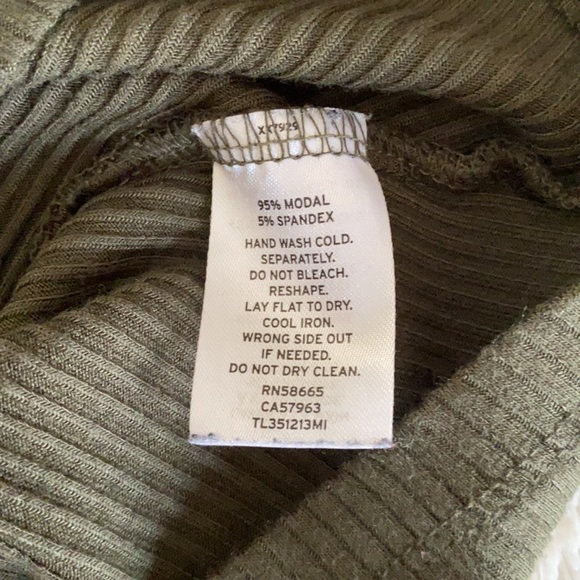 95% MODAL
5% SPANDEX
HAND WASH COLD.
SEPARATELY.
DO NOT BLEACH.
RESHAPE.
LAY FLAT TO DRY.
COOL IRON.
WRONG SIDE OUT
IF NEEDED.
DO NOT DRY CLEAN.
RN58665
CA57963
TL351213MI